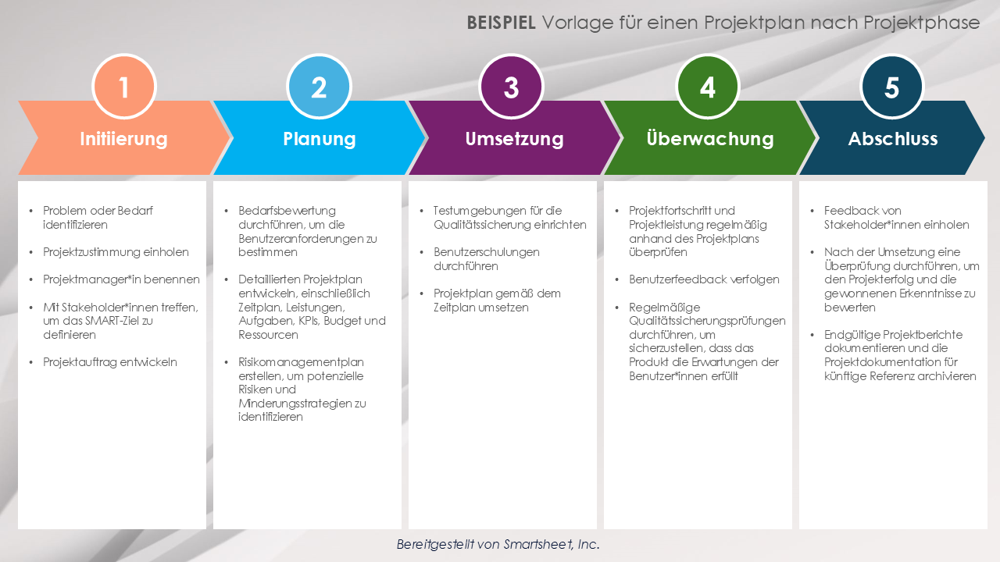 BEISPIEL Vorlage für einen Projektplan nach Projektphase
1
Initiierung
2
Planung
3
Umsetzung
4
Überwachung
5
Abschluss
• Problem oder Bedarf
identifizieren
• Projektzustimmung einholen
• Projektmanager*in benennen
• Mit Stakeholder*innen treffen,
um das SMART-Ziel zu
definieren
• Projektauftrag entwickeln
• Bedarfsbewertung
durchführen, um die
Benutzeranforderungen zu
bestimmen
• Detaillierten Projektplan
entwickeln, einschließlich
Zeitplan, Leistungen,
Aufgaben, KPIs, Budget und
Ressourcen
• Risikomanagementplan
erstellen, um potenzielle
Risiken und
Minderungsstrategien zu
identifizieren
• Testumgebungen für die
Qualitätssicherung einrichten
• Benutzerschulungen
durchführen
• Projektplan gemäß dem
Zeitplan umsetzen
• Projektfortschritt und
Projektleistung regelmäßig
anhand des Projektplans
überprüfen
• Benutzerfeedback verfolgen
• Regelmäßige
Qualitätssicherungsprüfungen
durchführen, um
sicherzustellen, dass das
Produkt die Erwartungen der
Benutzer*innen erfüllt
• Feedback von
Stakeholder*innen einholen
• Nach der Umsetzung eine
Überprüfung durchführen, um
den Projekterfolg und die
gewonnenen Erkenntnisse zu
bewerten
• Endgültige Projektberichte
dokumentieren und die
Projektdokumentation für
künftige Referenz archivieren
Bereitgestellt von Smartsheet, Inc.